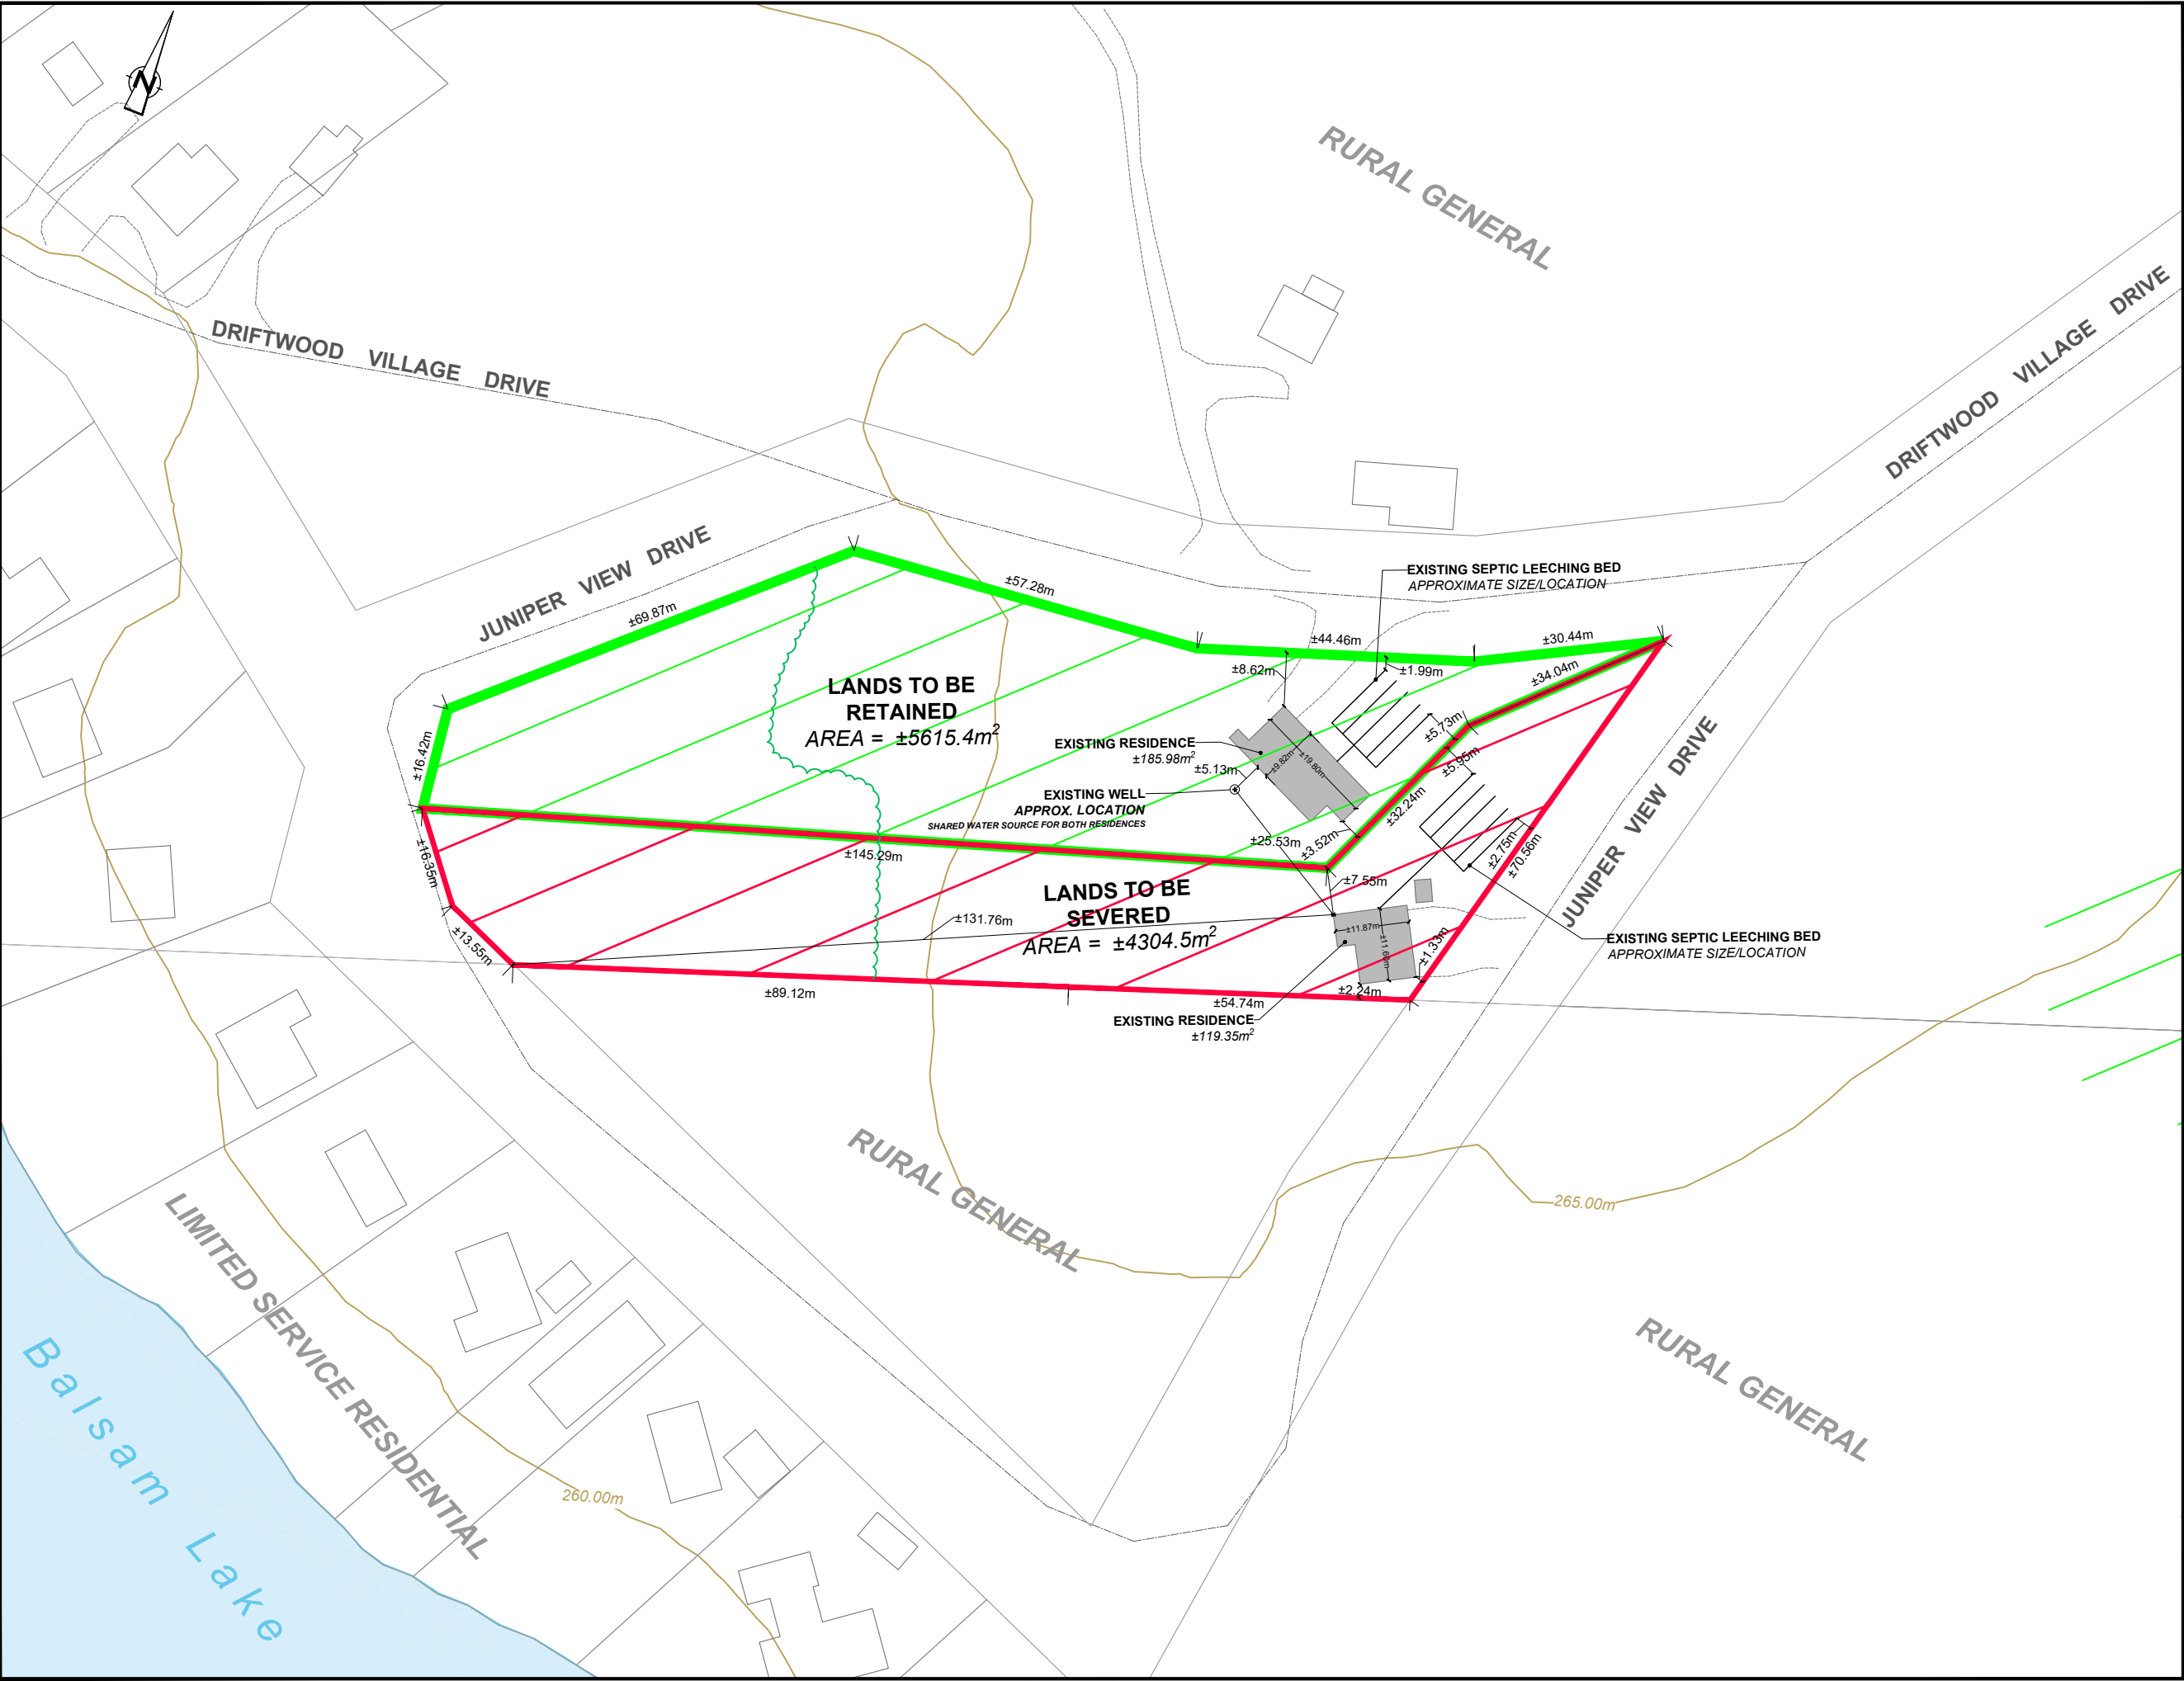 N
RURAL GENERAL
DRIFTWOOD VILLAGE DRIVE
DRIFTWOOD VILLAGE DRIVE
JUNIPER VIEW DRIVE
±69.87m
±57.28m
EXISTING SEPTIC LEECHING BED
APPROXIMATE SIZE/LOCATION
±44.46m
±30.44m
±8.62m
±1.99m
±34.04m
LANDS TO BE
RETAINED
AREA = ±5615.4m²
±16.42m
EXISTING RESIDENCE
±185.98m²
±5.13m
±9.82m
±19.80m
±5.73m
±5.95m
EXISTING WELL
APPROX. LOCATION
SHARED WATER SOURCE FOR BOTH RESIDENCES
±32.24m
±25.53m
±3.52m
±2.75m
±70.56m
JUNIPER VIEW DRIVE
±145.29m
±16.35m
±7.55m
LANDS TO BE
SEVERED
AREA = ±4304.5m²
±131.76m
±11.87m
±11.60m
±1.33m
±13.55m
EXISTING SEPTIC LEECHING BED
APPROXIMATE SIZE/LOCATION
±89.12m
±54.74m
±2.24m
EXISTING RESIDENCE
±119.35m²
RURAL GENERAL
265.00m
LIMITED SERVICE RESIDENTIAL
RURAL GENERAL
Balsam Lake
260.00m